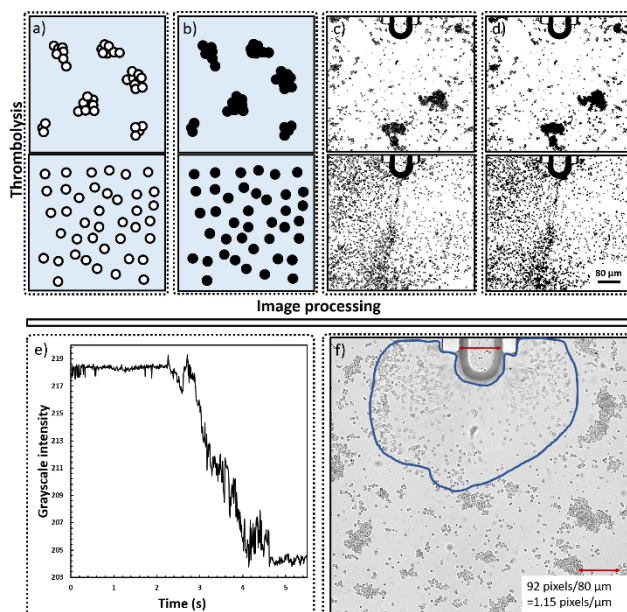 a)
b)
c)
d)
Thrombolysis
80 µm
Image processing
e)
219
217
215
213
211
209
207
205
203
Grayscale intensity
0
1
2
3
4
5
Time (s)
f)
92 pixels/80 µm
=1.15 pixels/µm